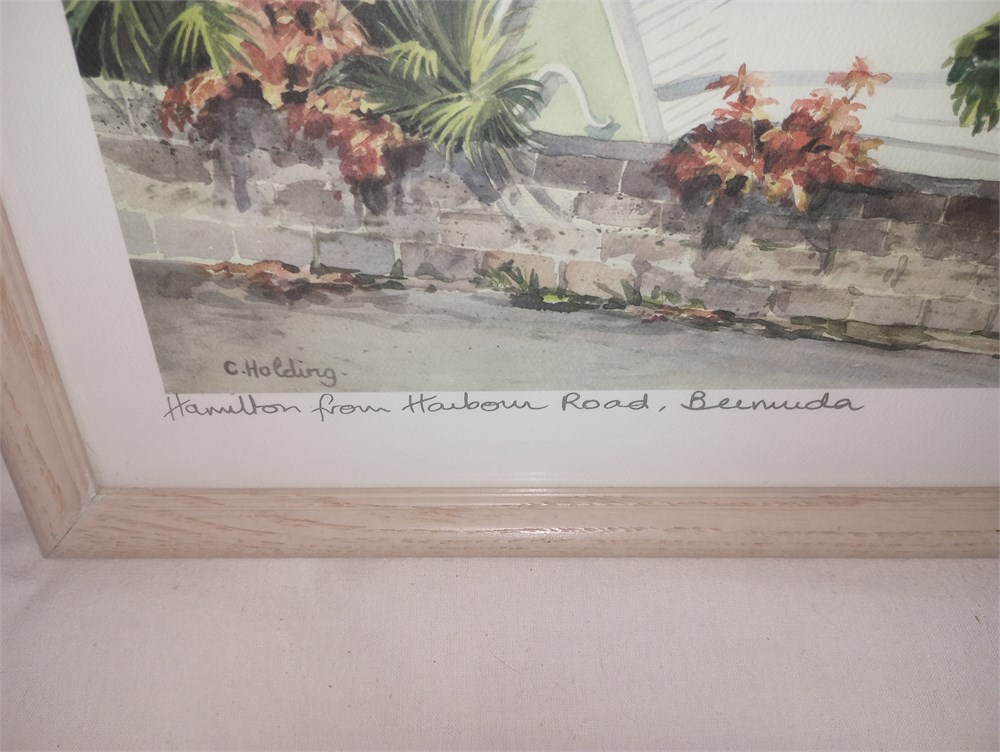 C.Holding.
Hamilton from Harbour Road, Bermuda